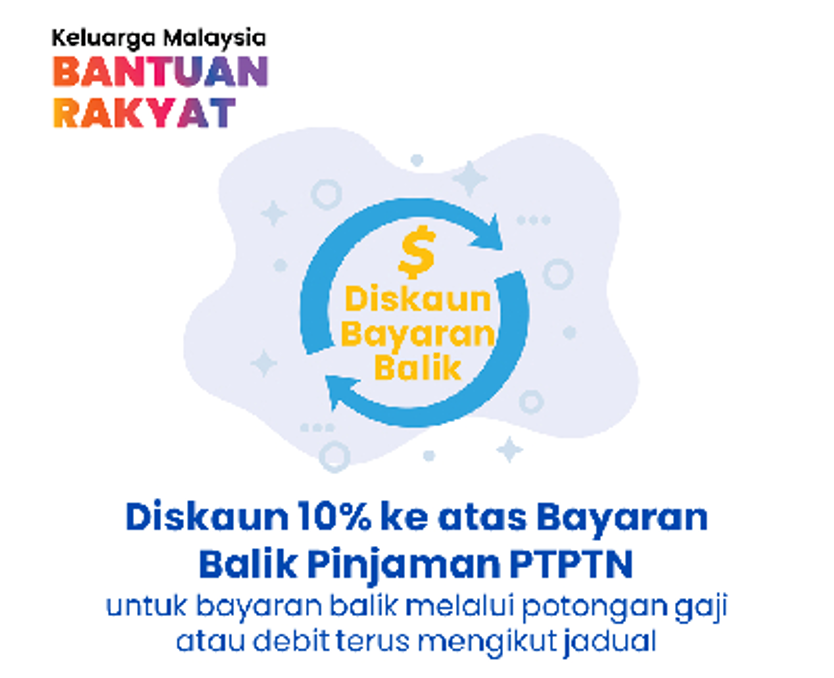 Keluarga Malaysia
BANTUAN
RAKYAT
$
Diskaun
Bayaran
Balik
Diskaun 10% ke atas Bayaran
Balik Pinjaman PTPTN
untuk bayaran balik melalui potongan gaji
atau debit terus mengikut jadual